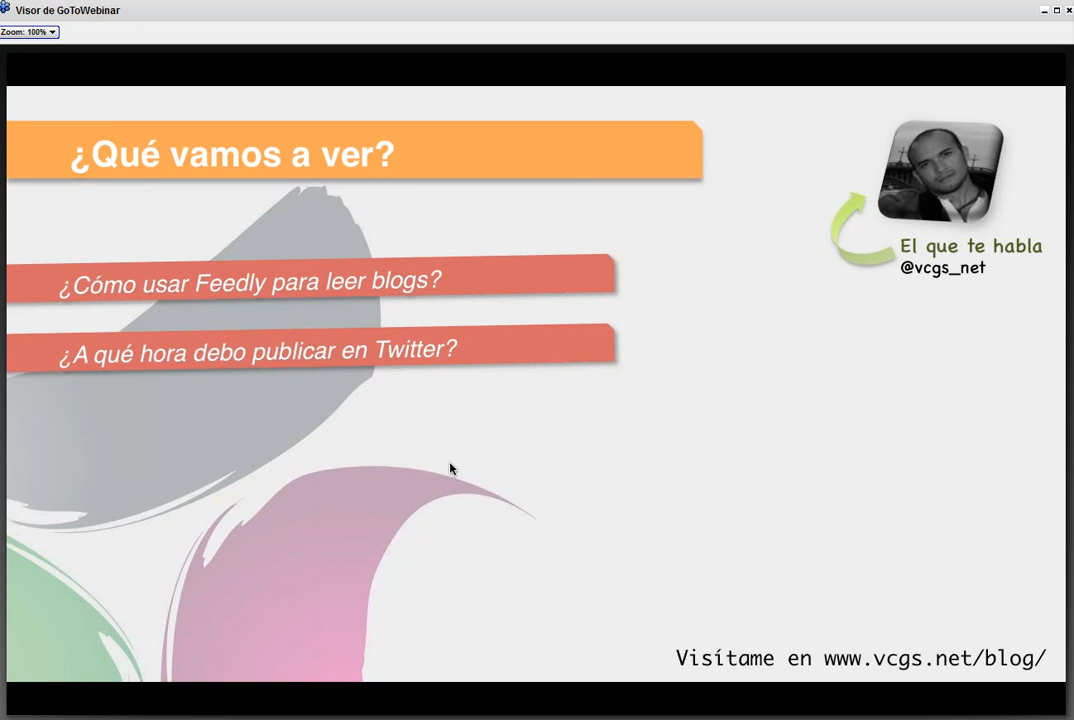 Visor de GoToWebinar
Zoom: 100%
¿Qué vamos a ver?
¿Cómo usar Feedly para leer blogs?
¿A qué hora debo publicar en Twitter?
El que te habla
@vcgs_net
Visítame en www.vcgs.net/blog/